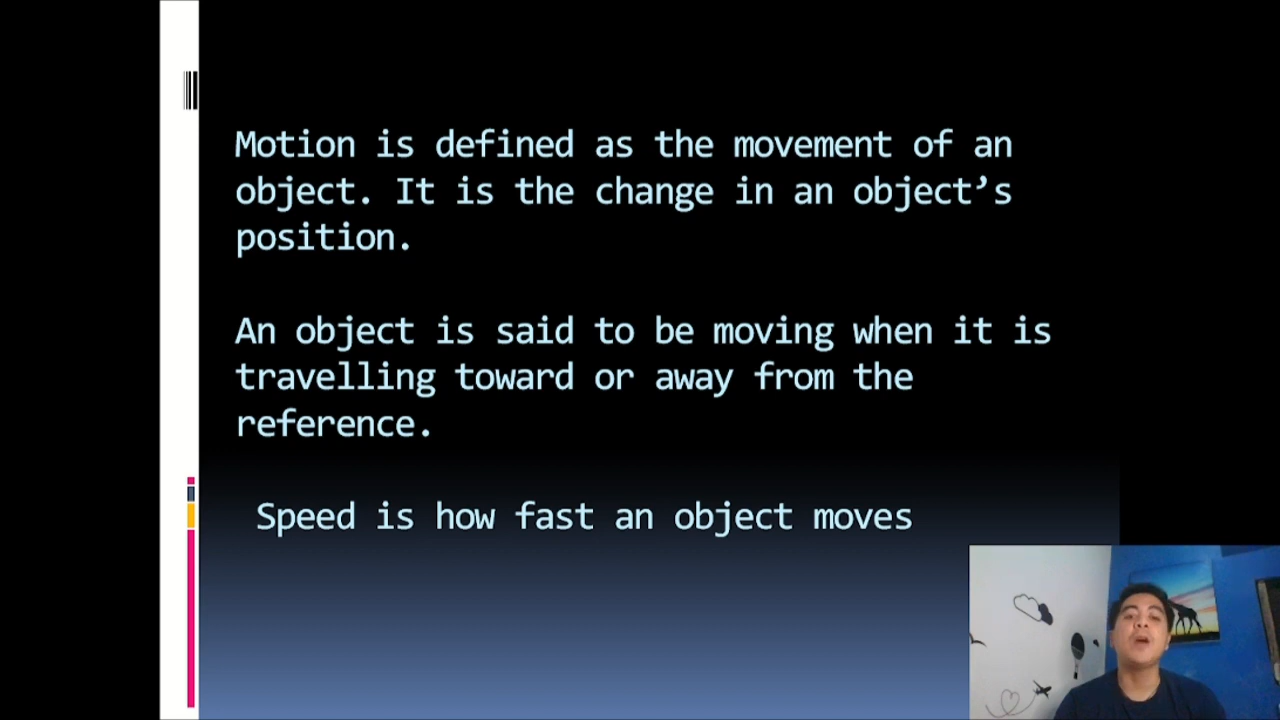 Motion is defined as the movement of an
object. It is the change in an object’s
position.
An object is said to be moving when it is
travelling toward or away from the
reference.
Speed is how fast an object moves